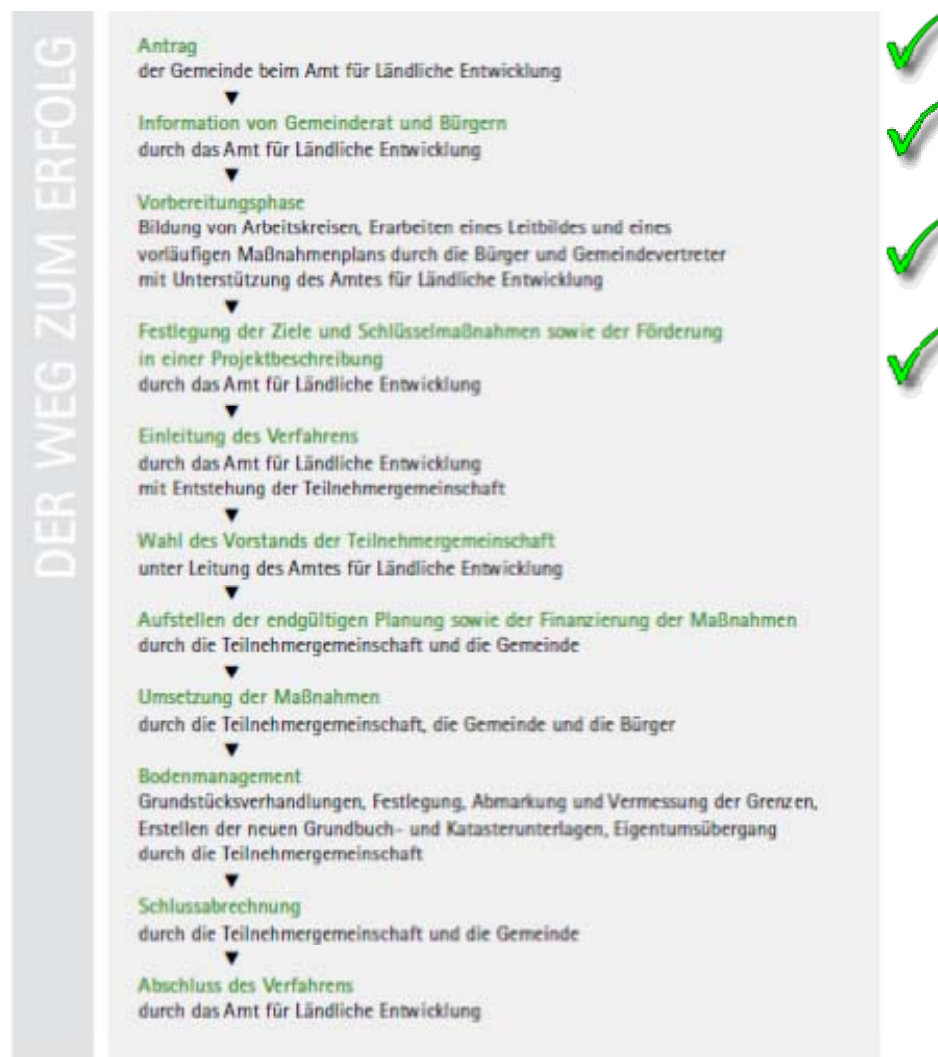 DER WEG ZUM ERFOLG
Antrag
der Gemeinde beim Amt für Ländliche Entwicklung
Information von Gemeinderat und Bürgern
durch das Amt für Ländliche Entwicklung
Vorbereitungsphase
Bildung von Arbeitskreisen, Erarbeiten eines Leitbildes und eines
vorläufigen Maßnahmenplans durch die Bürger und Gemeindevertreter
mit Unterstützung des Amtes für Ländliche Entwicklung
Festlegung der Ziele und Schlüsselmaßnahmen sowie der Förderung
in einer Projektbeschreibung
durch das Amt für Ländliche Entwicklung
Einleitung des Verfahrens
durch das Amt für Ländliche Entwicklung
mit Entstehung der Teilnehmergemeinschaft
Wahl des Vorstands der Teilnehmergemeinschaft
unter Leitung des Amtes für Ländliche Entwicklung
Aufstellen der endgültigen Planung sowie der Finanzierung der Maßnahmen
durch die Teilnehmergemeinschaft und die Gemeinde
Umsetzung der Maßnahmen
durch die Teilnehmergemeinschaft, die Gemeinde und die Bürger
Bodenmanagement
Grundstücksverhandlungen, Festlegung, Abmarkung und Vermessung der Grenzen,
Erstellen der neuen Grundbuch- und Katasterunterlagen, Eigentumsübergang
durch die Teilnehmergemeinschaft
Schlussabrechnung
durch die Teilnehmergemeinschaft und die Gemeinde
Abschluss des Verfahrens
durch das Amt für Ländliche Entwicklung